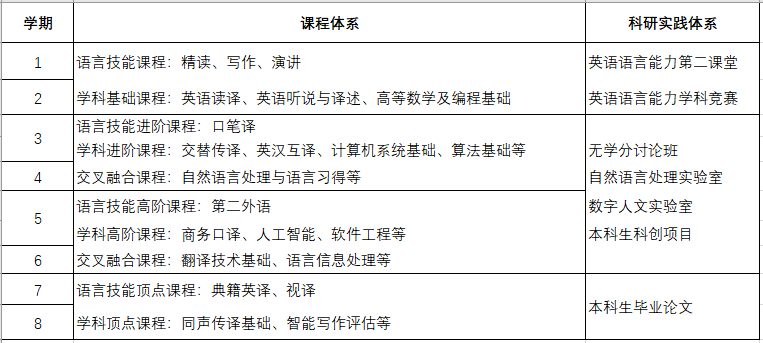 学期 课程体系 科研实践体系
1 语言技能课程：精读、写作、演讲 英语语言能力第二课堂
2 学科基础课程：英语读译、英语听说与译述、高等数学及编程基础 英语语言能力学科竞赛
3 语言技能进阶课程：口笔译
学科进阶课程：交替传译、英汉互译、计算机系统基础、算法基础等 无学分讨论班
4 交叉融合课程：自然语言处理与语言习得等 自然语言处理实验室
5 语言技能高阶课程：第二外语 数字人文实验室
学科高阶课程：商务口译、人工智能、软件工程等 本科生科创项目
6 交叉融合课程：翻译技术基础、语言信息处理等
7 语言技能顶点课程：典籍英译、视译 本科生毕业论文
8 学科顶点课程：同声传译基础、智能写作评估等